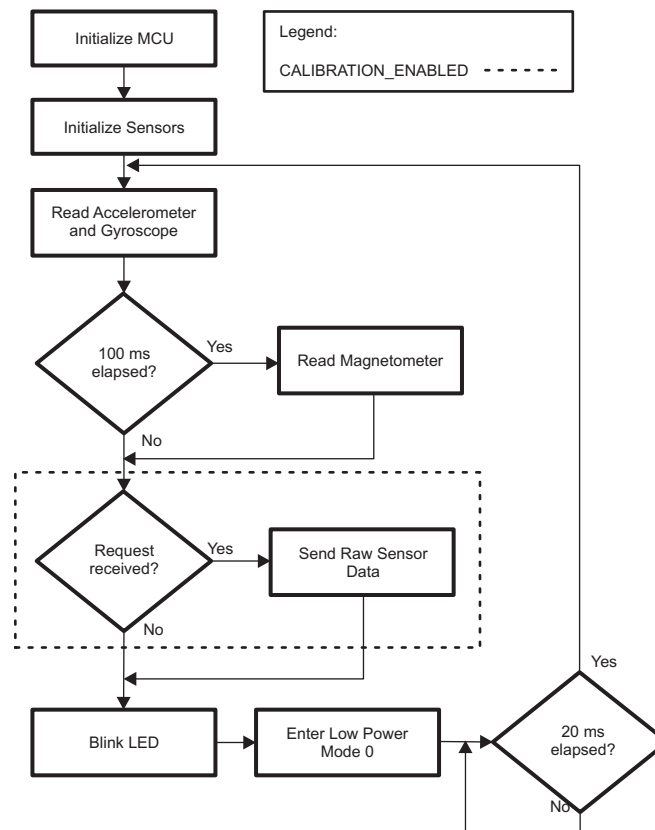 Initialize MCU
Legend:
CALIBRATION_ENABLED
Initialize Sensors
Read Accelerometer
and Gyroscope
100 ms
elapsed?
Yes
Read Magnetometer
No
Request
received?
Yes
Send Raw Sensor
Data
No
Yes
Blink LED
Enter Low Power
Mode 0
20 ms
elapsed?
No